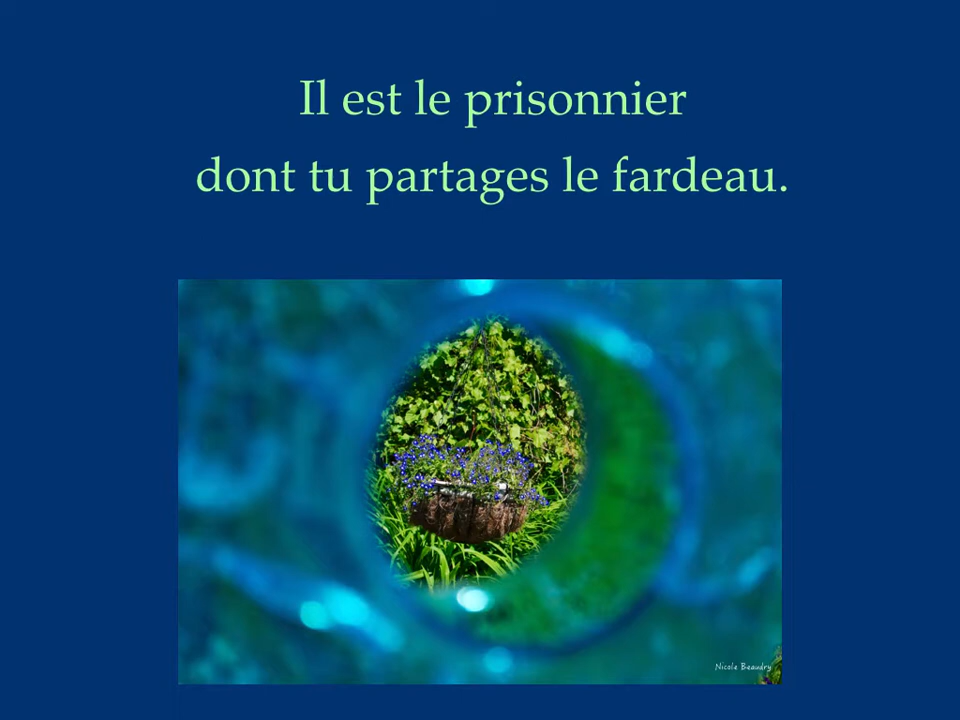 Il est le prisonnier
dont tu partages le fardeau.
Nicole Beaudry